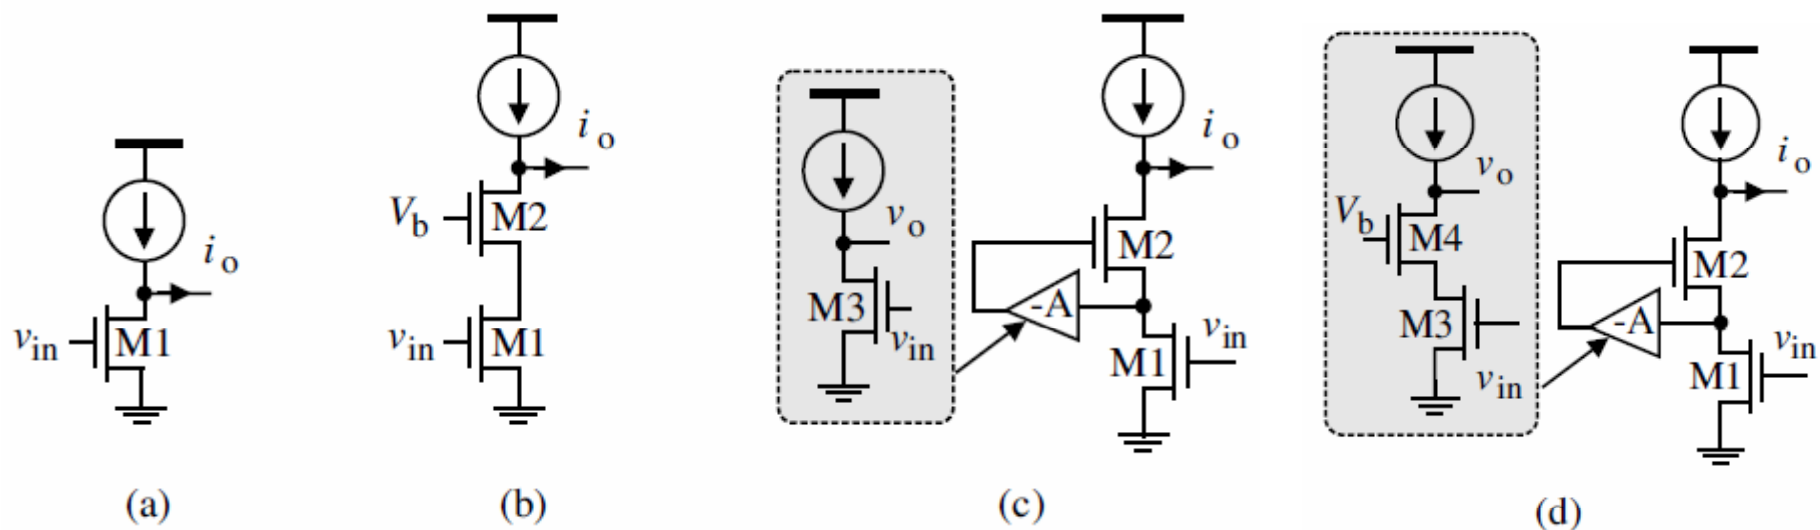 i o
v in
M1
(a)
i o
V b
M2
v in
M1
(b)
v o
M3
v in
i o
M2
-A
M1
v in
(c)
v o
V b
M4
M3
v in
i o
M2
-A
M1
v in
(d)